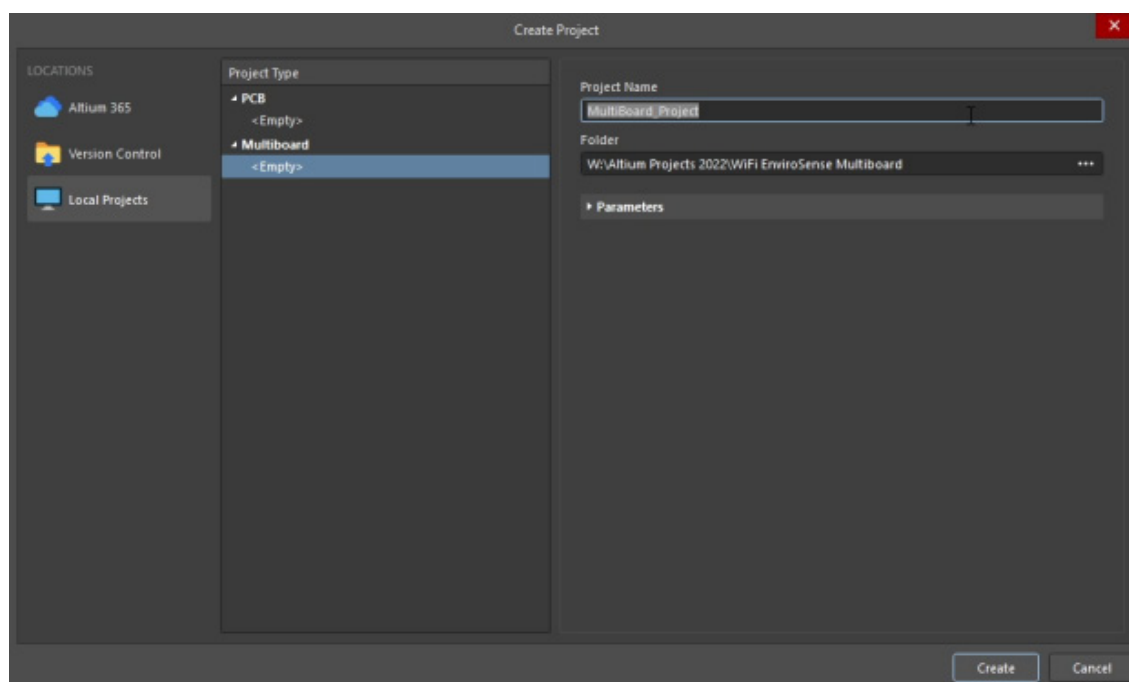 Create Project
LOCATIONS
Altium 365
Version Control
Local Projects
Project Type
PCB
<Empty>
Multiboard
<Empty>
Project Name
MultiBoard_Project
Folder
W:\Altium Projects 2022\WiFi EnviroSense Multiboard
Parameters
Create
Cancel